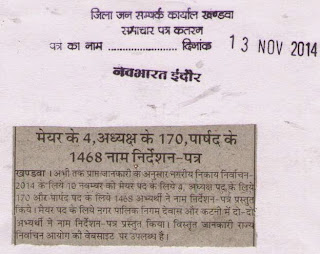 जिला जन सम्पर्क कार्याल खण्डवा
समाचार पत्र कतरन
पत्र का नाम ........................ दिनांक 13 NOV 2014
नवभारत इंदौर
मेयर के 4,अध्यक्ष के 170,पार्षद के
1468 नाम निर्देशन-पत्र
खण्डवा। अभी तक प्राप्त जानकारी के अनुसार नगरीय निकाय निर्वाचन-
2014 के लिये 10 नवम्बर को मेयर पद के लिये 4, अध्यक्ष पद के लिये
170 और पार्षद पद के लिये 1468 अभ्यर्थी ने नाम निर्देशन-पत्र प्रस्तुत
किये। मेयर पद के लिये नगर पालिक निगम देवास और कटनी में दो-दो
अभ्यर्थी ने नाम निर्देशन-पत्र प्रस्तुत किया। विस्तृत जानकारी राज्य
निर्वाचन आयोग की वेबसाइट पर उपलब्ध है।